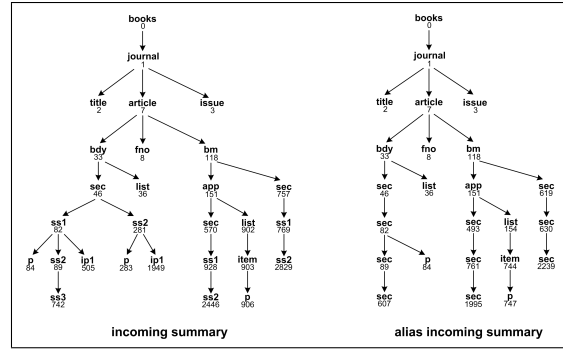 books books
0 0
journal journal
1 1
title article issue title article issue
2 7 3 2 7 3
bdy fno bm bdy fno bm
33 8 118 33 8 118
sec list app sec sec list app sec
46 36 151 757 46 36 151 619
ss1 ss2 sec list ss1 sec sec list sec
82 281 570 902 769 82 493 154 630
p ss2 ip1 p ip1 ss1 item ss2 sec p sec item sec
84 89 505 283 1949 928 903 2829 89 84 761 744 2239
ss3 ss2 p sec sec p
742 2446 906 607 1995 747
incoming summary alias incoming summary